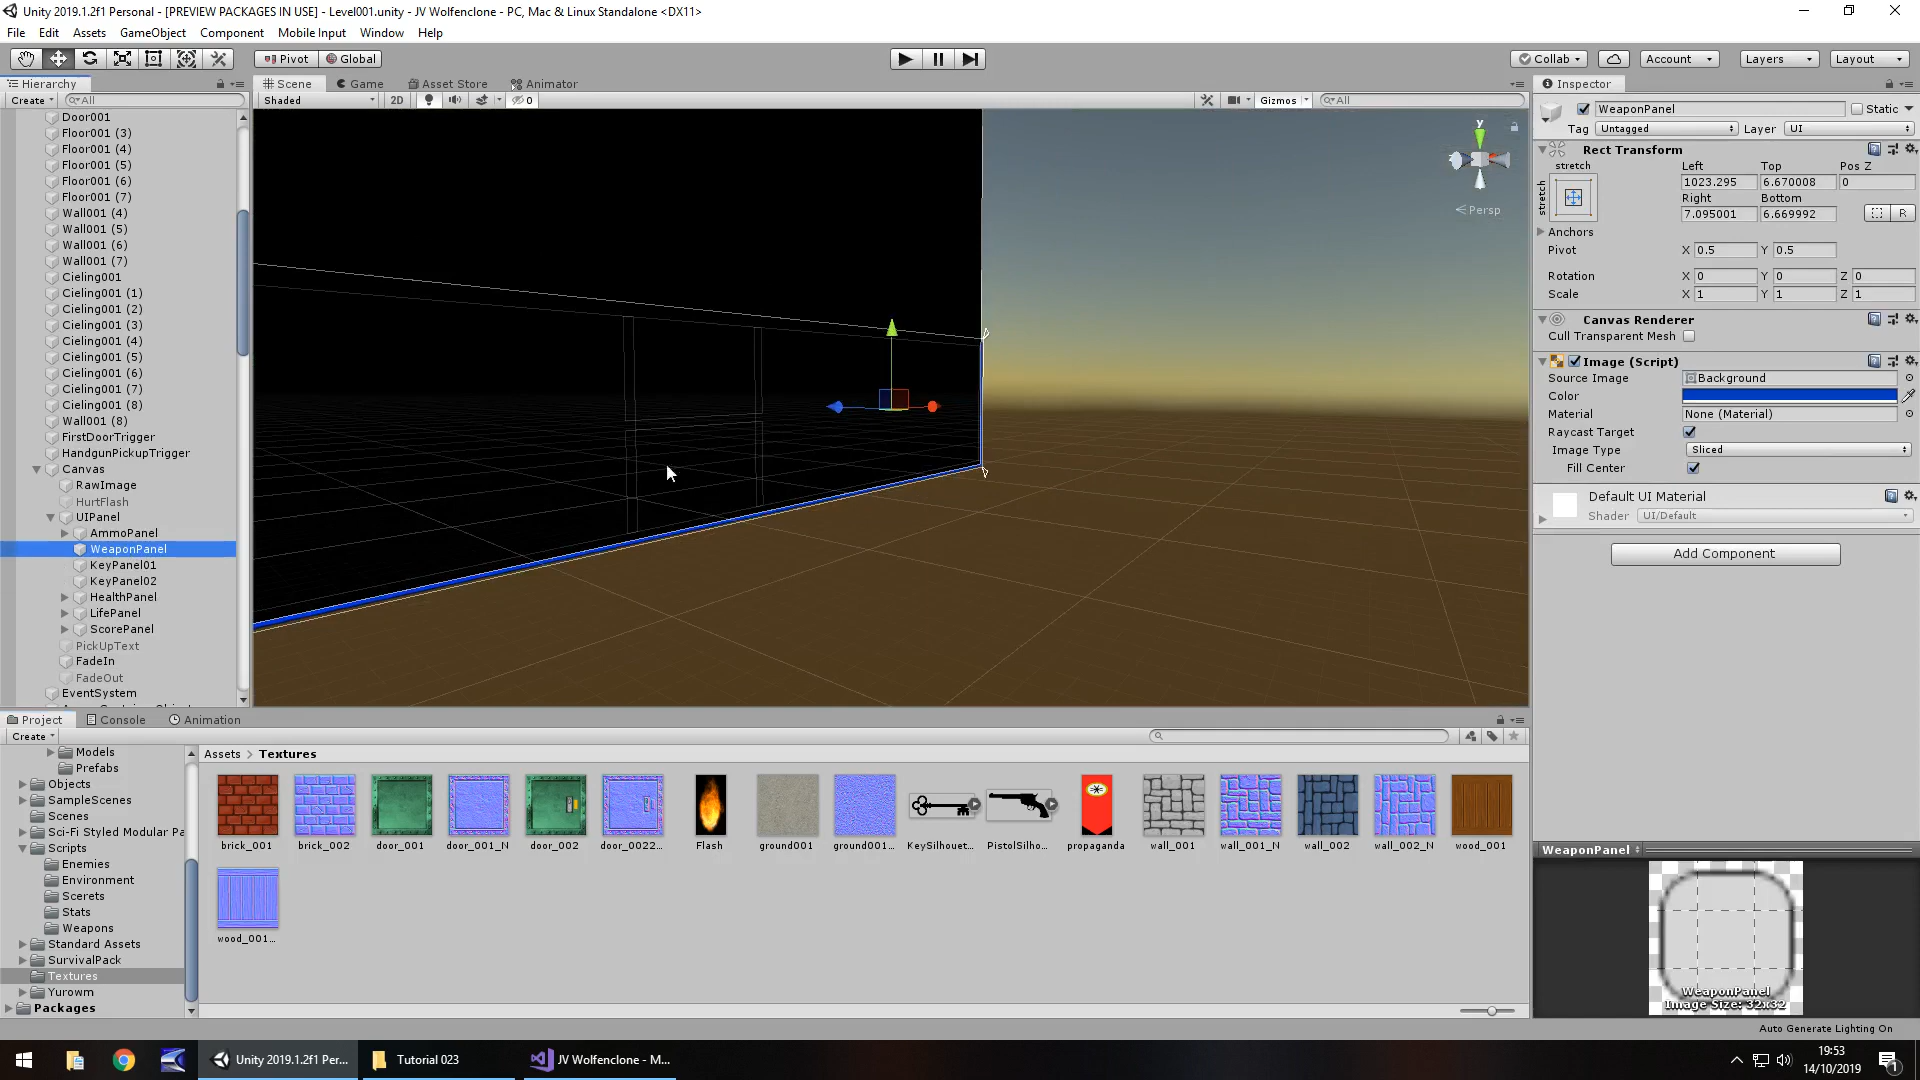 Unity 2019.1.2f1 Personal - [PREVIEW PACKAGES IN USE] - Level001.unity - JV Wolfenclone - PC, Mac & Linux Standalone <DX11>
File Edit Assets GameObject Component Mobile Input Window Help
Pivot Global Collab Account Layers Layout
Hierarchy Scene Game Asset Store Animator Inspector
Create All Shaded 2D 0 Gizmos All
WeaponPanel Static
Tag Untagged Layer UI
Door001
Floor001 (3)
Floor001 (4)
Floor001 (5)
Floor001 (6)
Floor001 (7)
Wall001 (4)
Wall001 (5)
Wall001 (6)
Wall001 (7)
Cieling001
Cieling001 (1)
Cieling001 (2)
Cieling001 (3)
Cieling001 (4)
Cieling001 (5)
Cieling001 (6)
Cieling001 (7)
Cieling001 (8)
Wall001 (8)
FirstDoorTrigger
HandgunPickupTrigger
Canvas
RawImage
HurtFlash
UIPanel
AmmoPanel
WeaponPanel
KeyPanel01
KeyPanel02
HealthPanel
LifePanel
ScorePanel
PickUpText
FadeIn
FadeOut
EventSystem
y
Persp
Rect Transform
stretch Left Top Pos Z
stretch
1023.295 6.670008 0
Right Bottom
7.095001 6.669992 R
Anchors
Pivot X 0.5 Y 0.5
Rotation X 0 Y 0 Z 0
Scale X 1 Y 1 Z 1
Canvas Renderer
Cull Transparent Mesh
Image (Script)
Source Image Background
Color
Material None (Material)
Raycast Target
Image Type Sliced
Fill Center
Default UI Material
Shader UI/Default
Add Component
Project Console Animation
Create
Models
Prefabs
Objects
SampleScenes
Scenes
Sci-Fi Styled Modular Pa
Scripts
Enemies
Environment
Scerets
Stats
Weapons
Standard Assets
SurvivalPack
Textures
Yurowm
Packages
Assets > Textures
brick_001 brick_002 door_001 door_001_N door_002 door_0022... Flash ground001 ground001... KeySilhouet... PistolSilho... propaganda wall_001 wall_001_N wall_002 wall_002_N wood_001
wood_001...
WeaponPanel
WeaponPanel
Image Size: 32x32
Auto Generate Lighting On
Unity 2019.1.2f1 Per... Tutorial 023 JV Wolfenclone - M...
19:53
14/10/2019
1